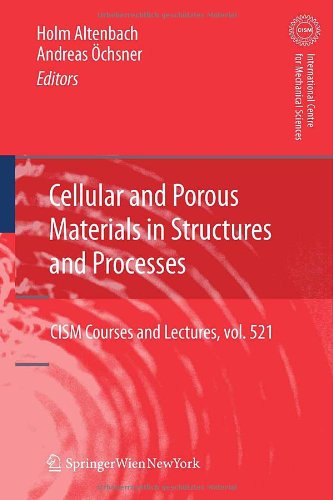 Holm Altenbach
Andreas Öchsner
Editors
CISM
International Centre
for Mechanical Sciences
Cellular and Porous
Materials in Structures
and Processes
CISM Courses and Lectures, vol. 521
SpringerWienNewYork